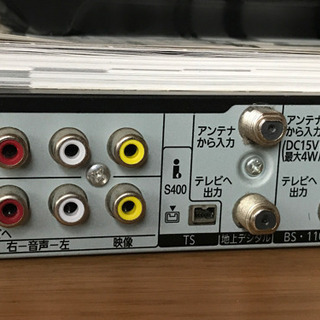 アンテナ
から入力
アンテナ
から入力
(DC15V
最大4W)
i
S400
テレビへ
出力
テレビへ
出力
へ
右－音声－左
映像
TS
地上デジタル
BS・110